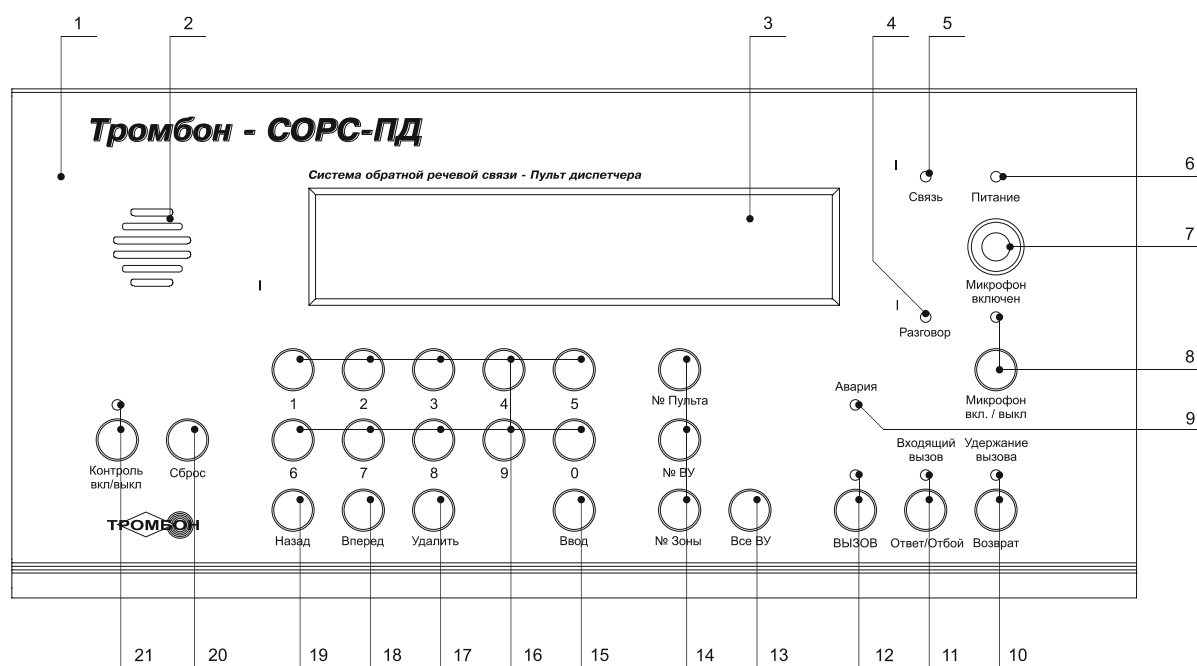 1 2 3 4 5
Тромбон - СОРС-ПД
Система обратной речевой связи - Пульт диспетчера
Связь
Питание
6
7
Микрофон
включен
Разговор
8
1 2 3 4 5
№ Пульта
Авария
Микрофон
вкл. / выкл
9
Контроль
вкл/выкл
Сброс
6 7 8 9 0
№ ВУ
Входящий
вызов
Удержание
вызова
ТРОМБОН
Назад
Вперед
Удалить
Ввод
№ Зоны
Все ВУ
ВЫЗОВ
Ответ/Отбой
Возврат
21 20 19 18 17 16 15 14 13 12 11 10